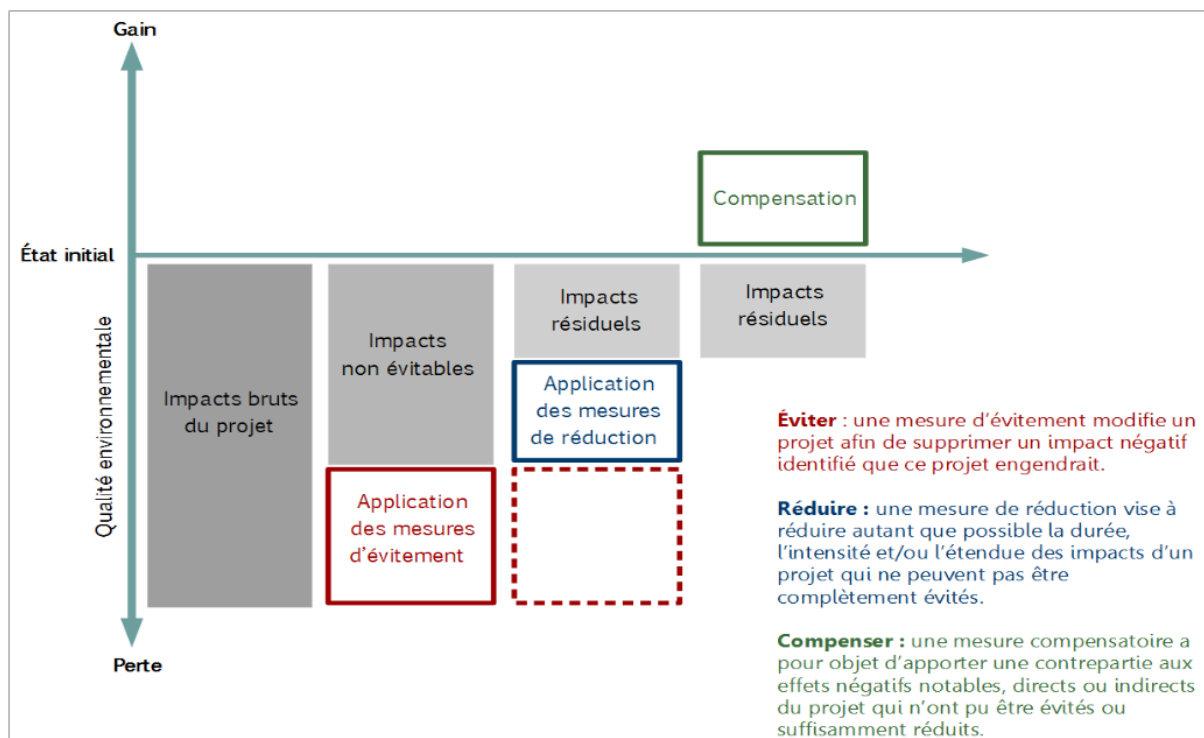 Gain
Compensation
État initial
Qualité environnementale
Impacts bruts
du projet
Impacts
non évitables
Application
des mesures
d'évitement
Impacts
résiduels
Application
des mesures
de réduction
Impacts
résiduels
Perte
Éviter : une mesure d'évitement modifie un
projet afin de supprimer un impact négatif
identifié que ce projet engendrait.
Réduire : une mesure de réduction vise à
réduire autant que possible la durée,
l'intensité et/ou l'étendue des impacts d'un
projet qui ne peuvent pas être
complètement évités.
Compenser : une mesure compensatoire a
pour objet d'apporter une contrepartie aux
effets négatifs notables, directs ou indirects
du projet qui n'ont pu être évités ou
suffisamment réduits.